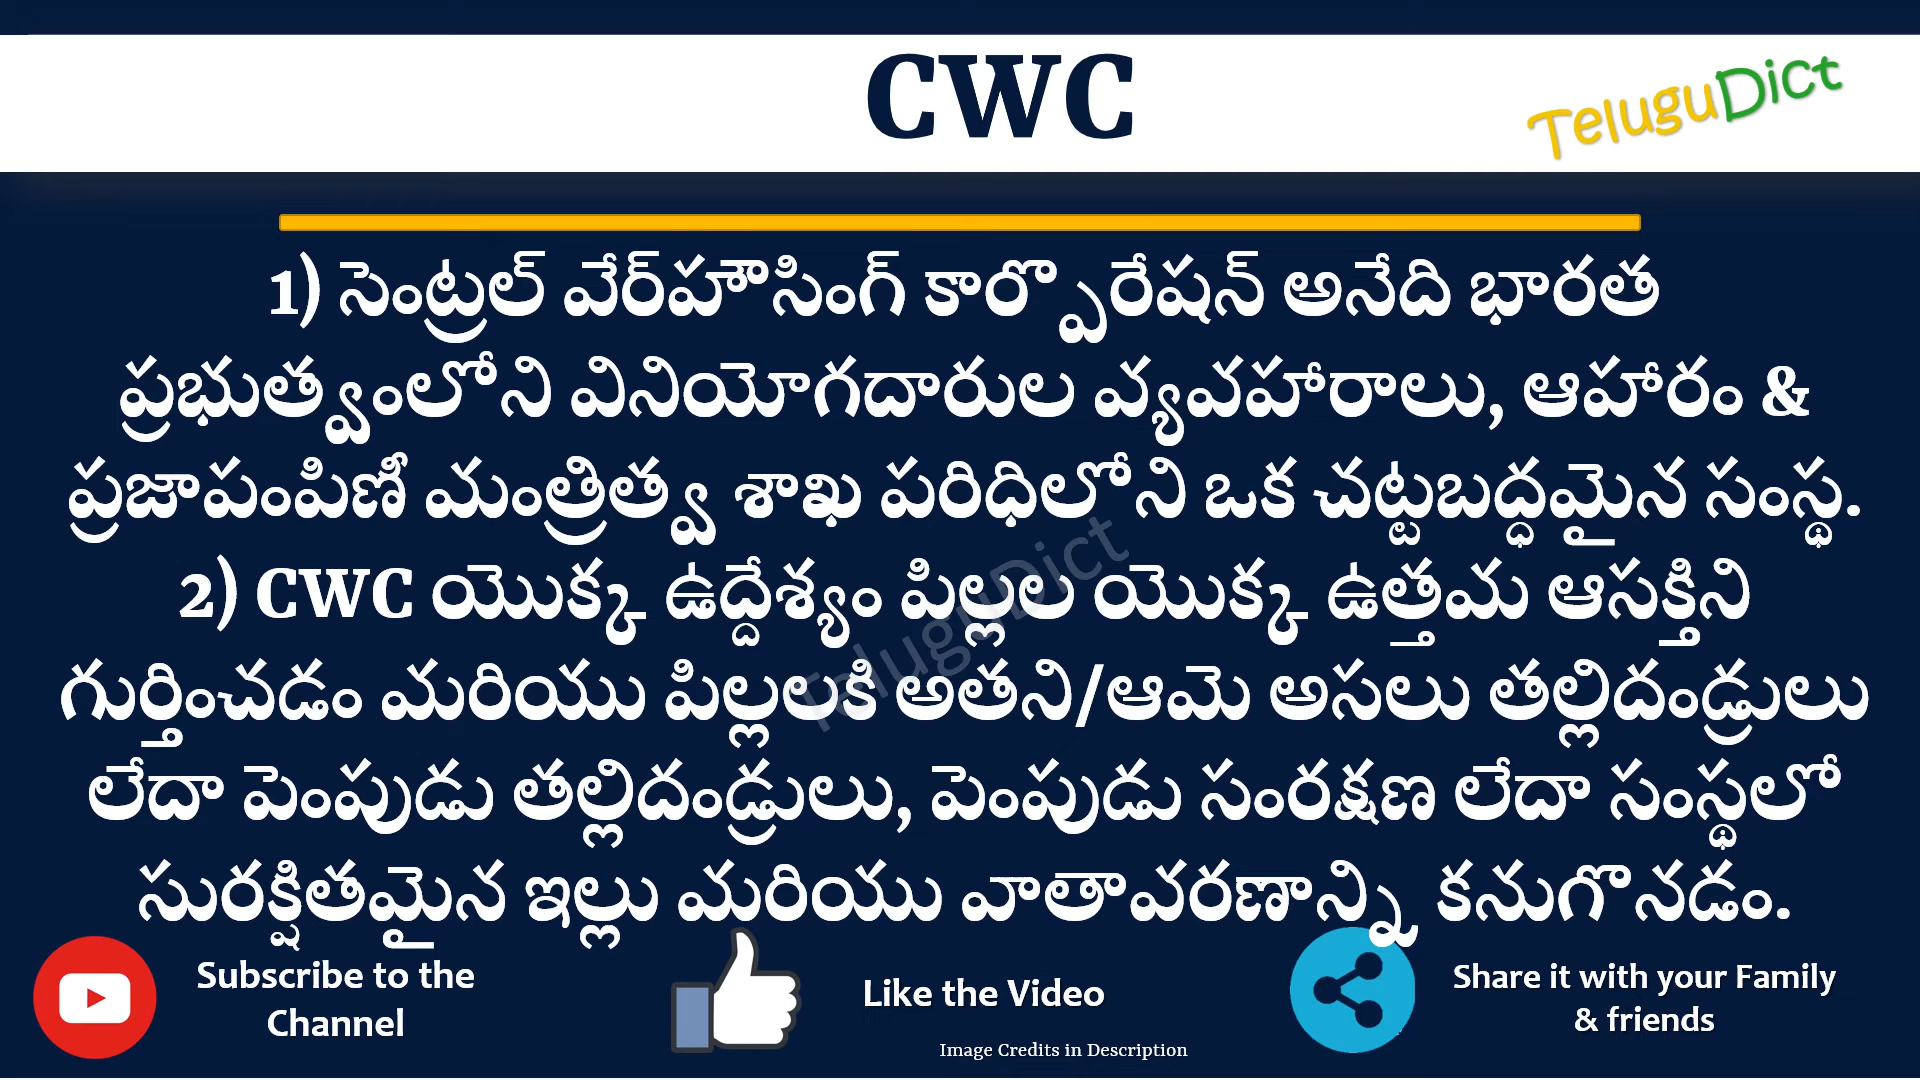 CWC
TeluguDict
1) సెంట్రల్ వేర్‌హౌసింగ్ కార్పొరేషన్ అనేది భారత
ప్రభుత్వంలోని వినియోగదారుల వ్యవహారాలు, ఆహారం &
ప్రజాపంపిణీ మంత్రిత్వ శాఖ పరిధిలోని ఒక చట్టబద్ధమైన సంస్థ.
2) CWC యొక్క ఉద్దేశ్యం పిల్లల యొక్క ఉత్తమ ఆసక్తిని
గుర్తించడం మరియు పిల్లలకి అతని/ఆమె అసలు తల్లిదండ్రులు
లేదా పెంపుడు తల్లిదండ్రులు, పెంపుడు సంరక్షణ లేదా సంస్థలో
సురక్షితమైన ఇల్లు మరియు వాతావరణాన్ని కనుగొనడం.
TeluguDict
Subscribe to the
Channel
Like the Video
Share it with your Family
& friends
Image Credits in Description